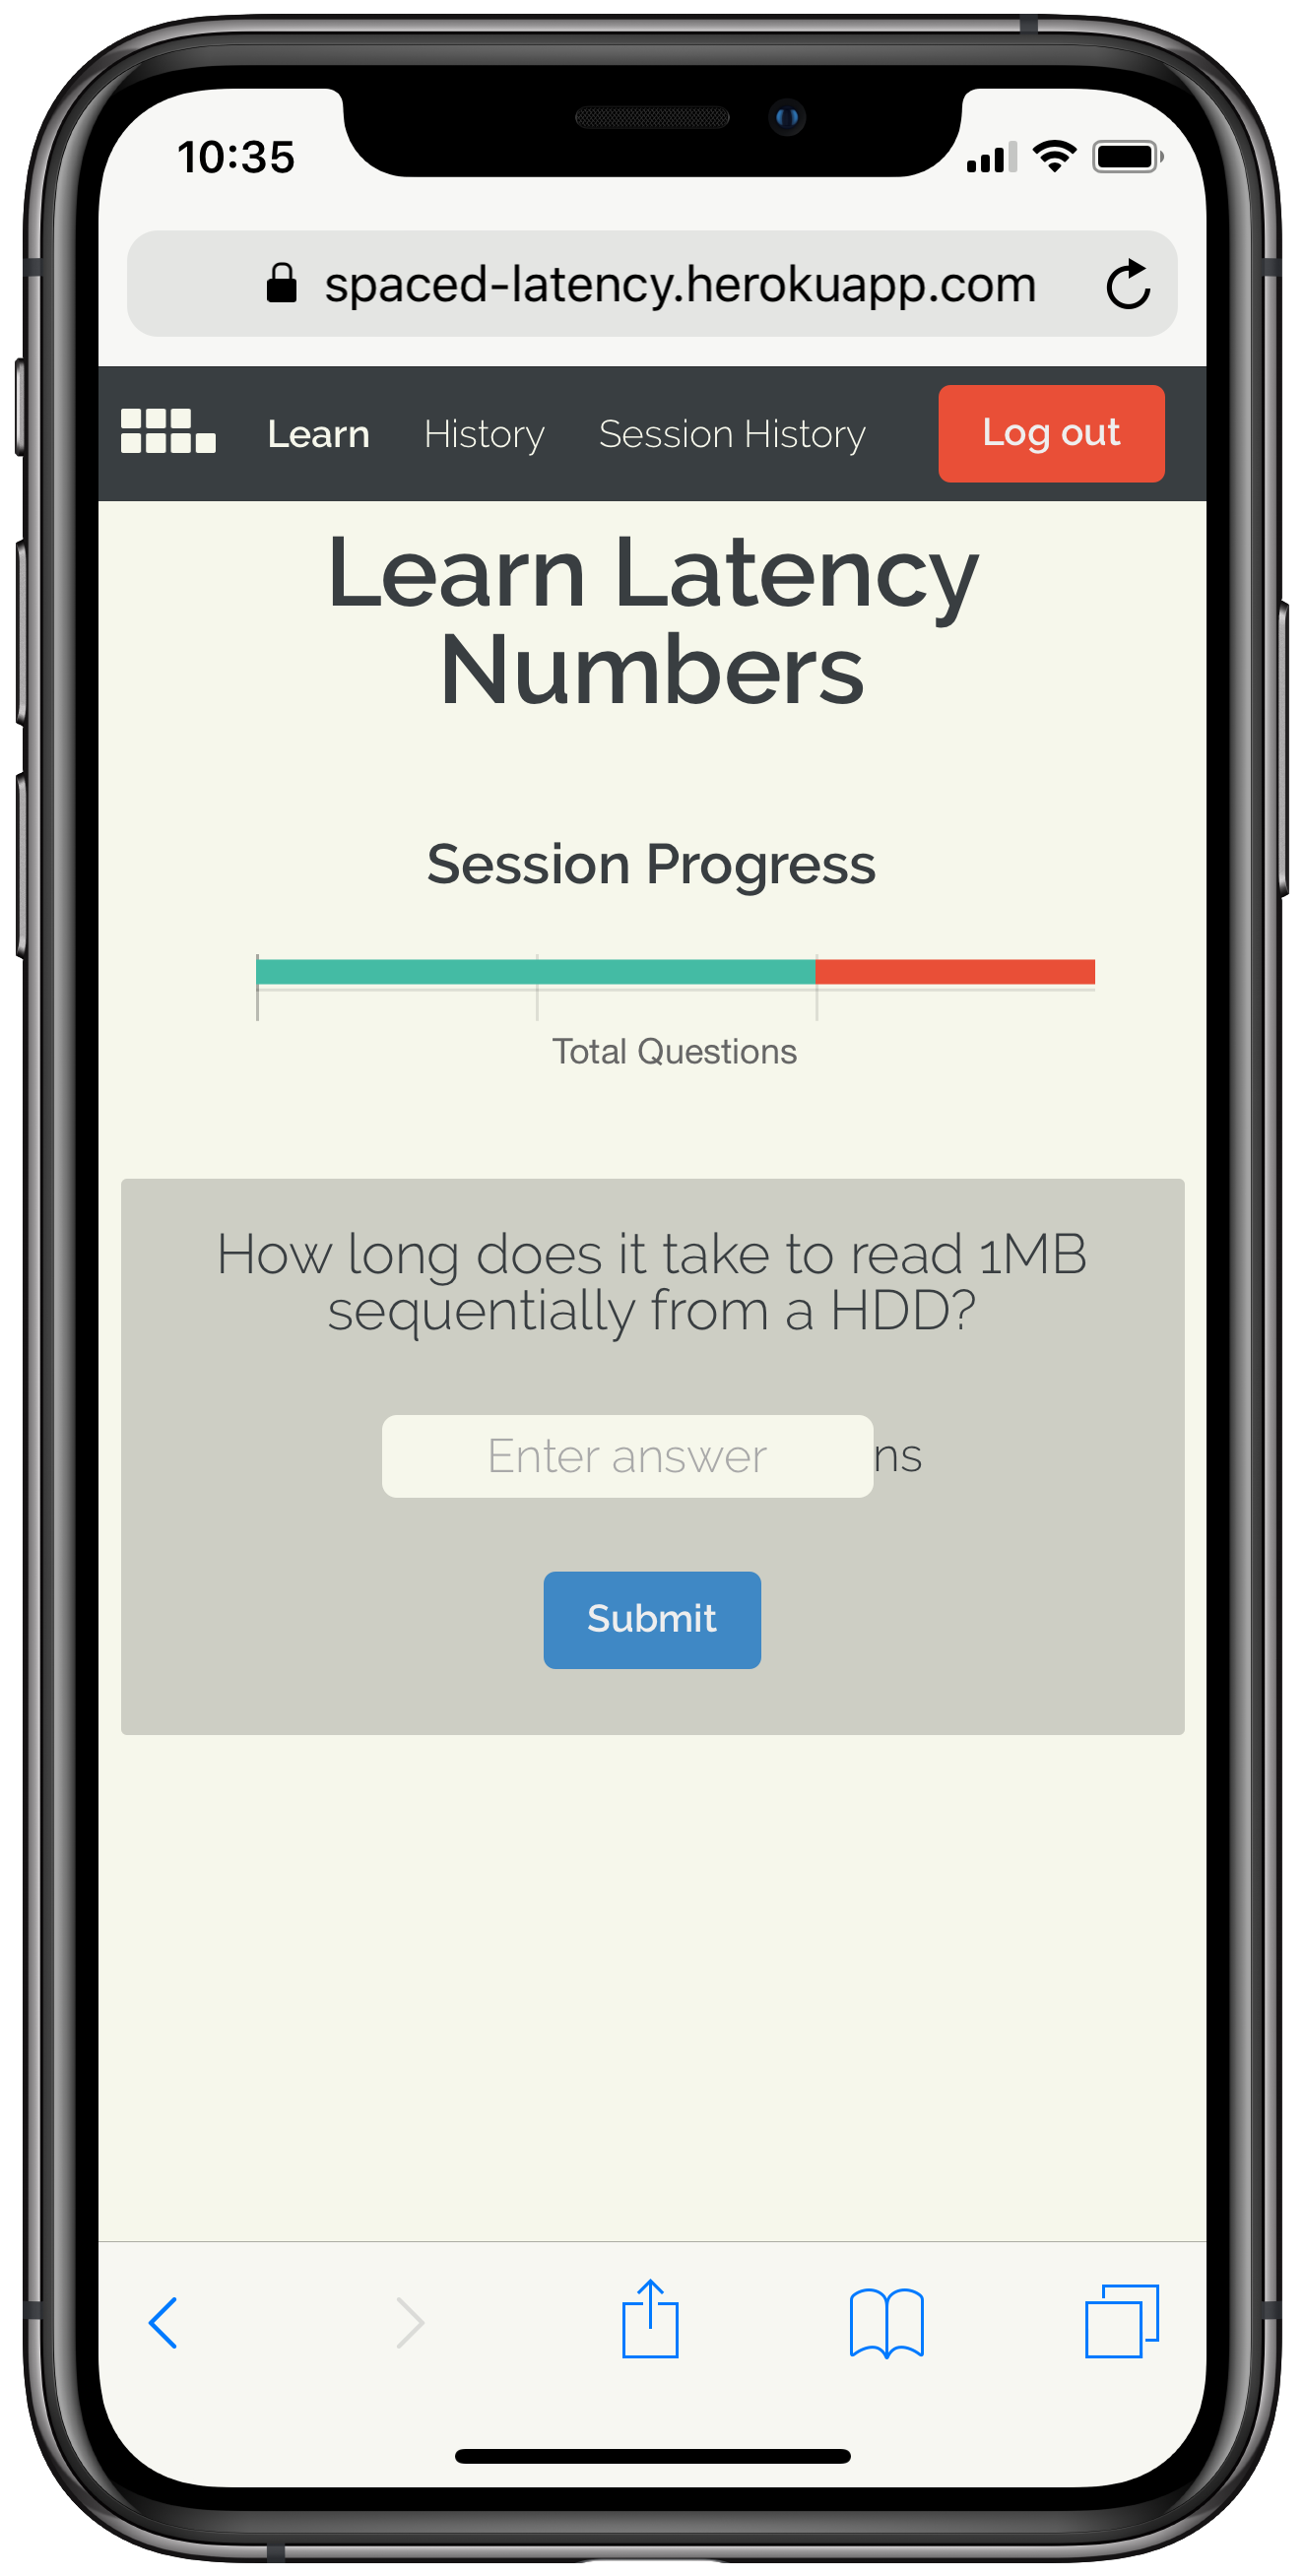 10:35
spaced-latency.herokuapp.com
Learn History Session History Log out
Learn Latency
Numbers
Session Progress
Total Questions
How long does it take to read 1MB
sequentially from a HDD?
Enter answer ns
Submit